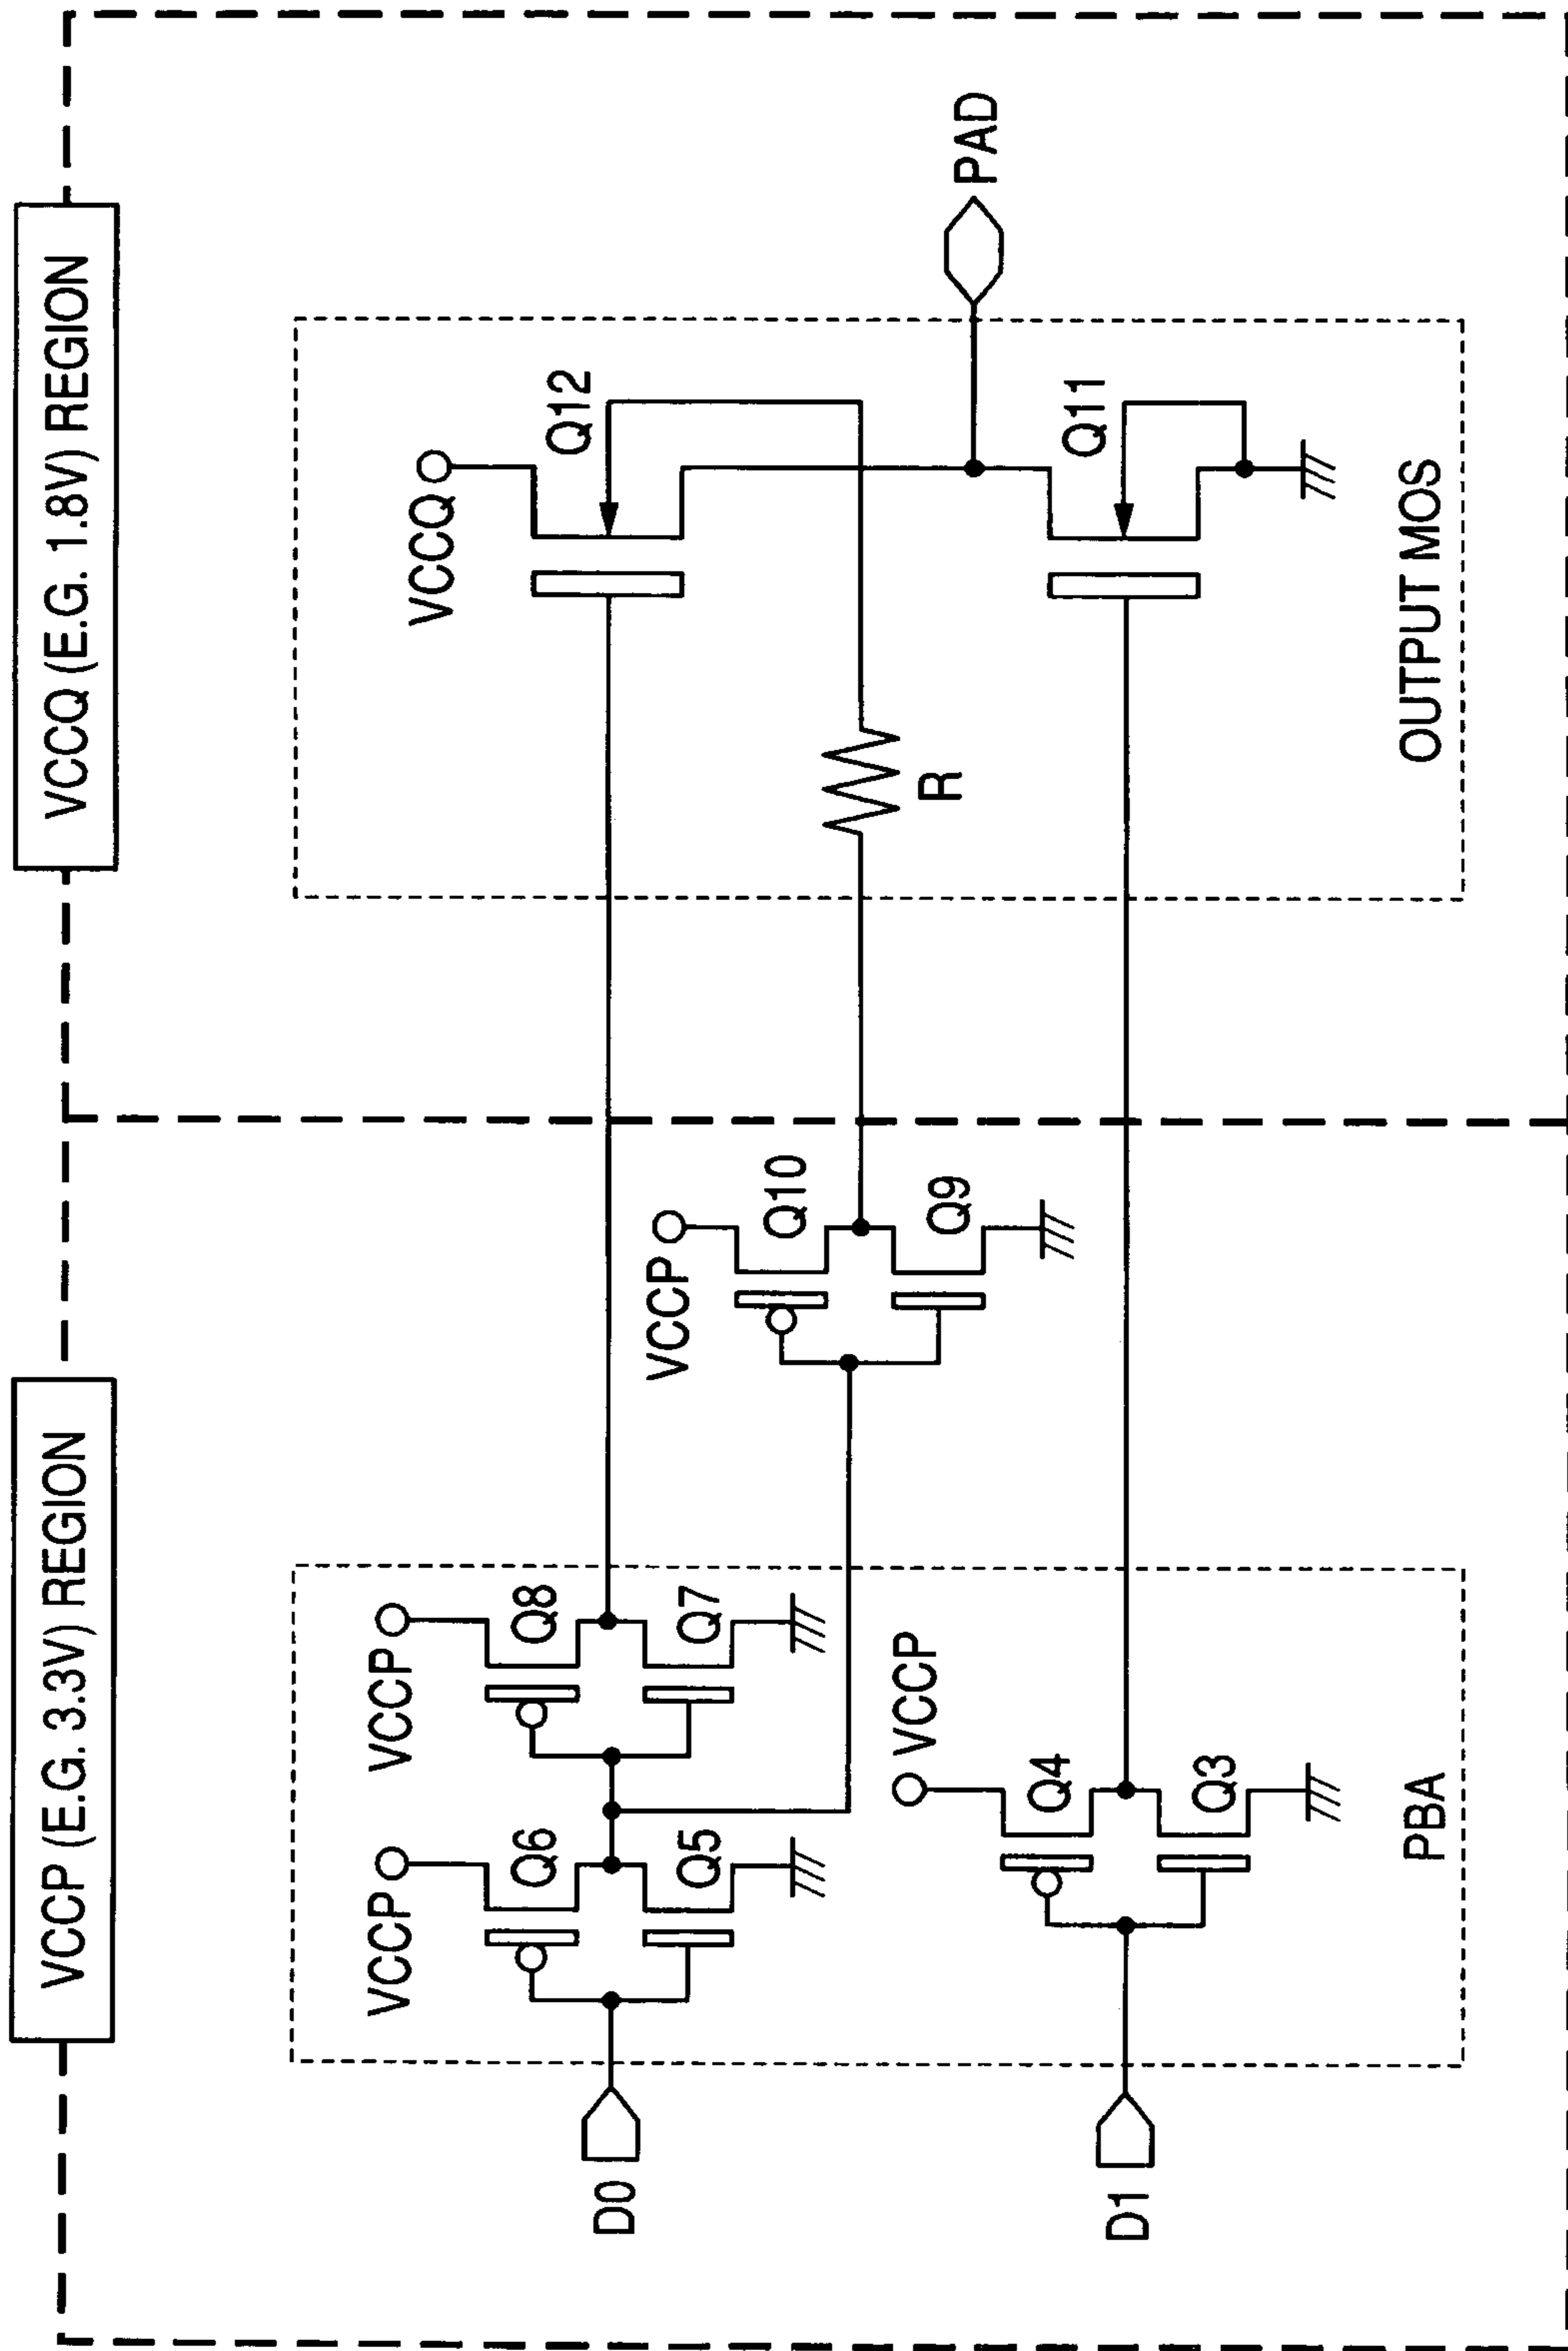 VCCP (E.G. 3.3V) REGION
VCCQ (E.G. 1.8V) REGION
VCCP
VCCP
VCCQ
Q6
Q8
Q12
D0
Q5
Q7
VCCP
Q10
Q9
R
PAD
VCCP
Q4
Q11
D1
Q3
PBA
OUTPUT MOS